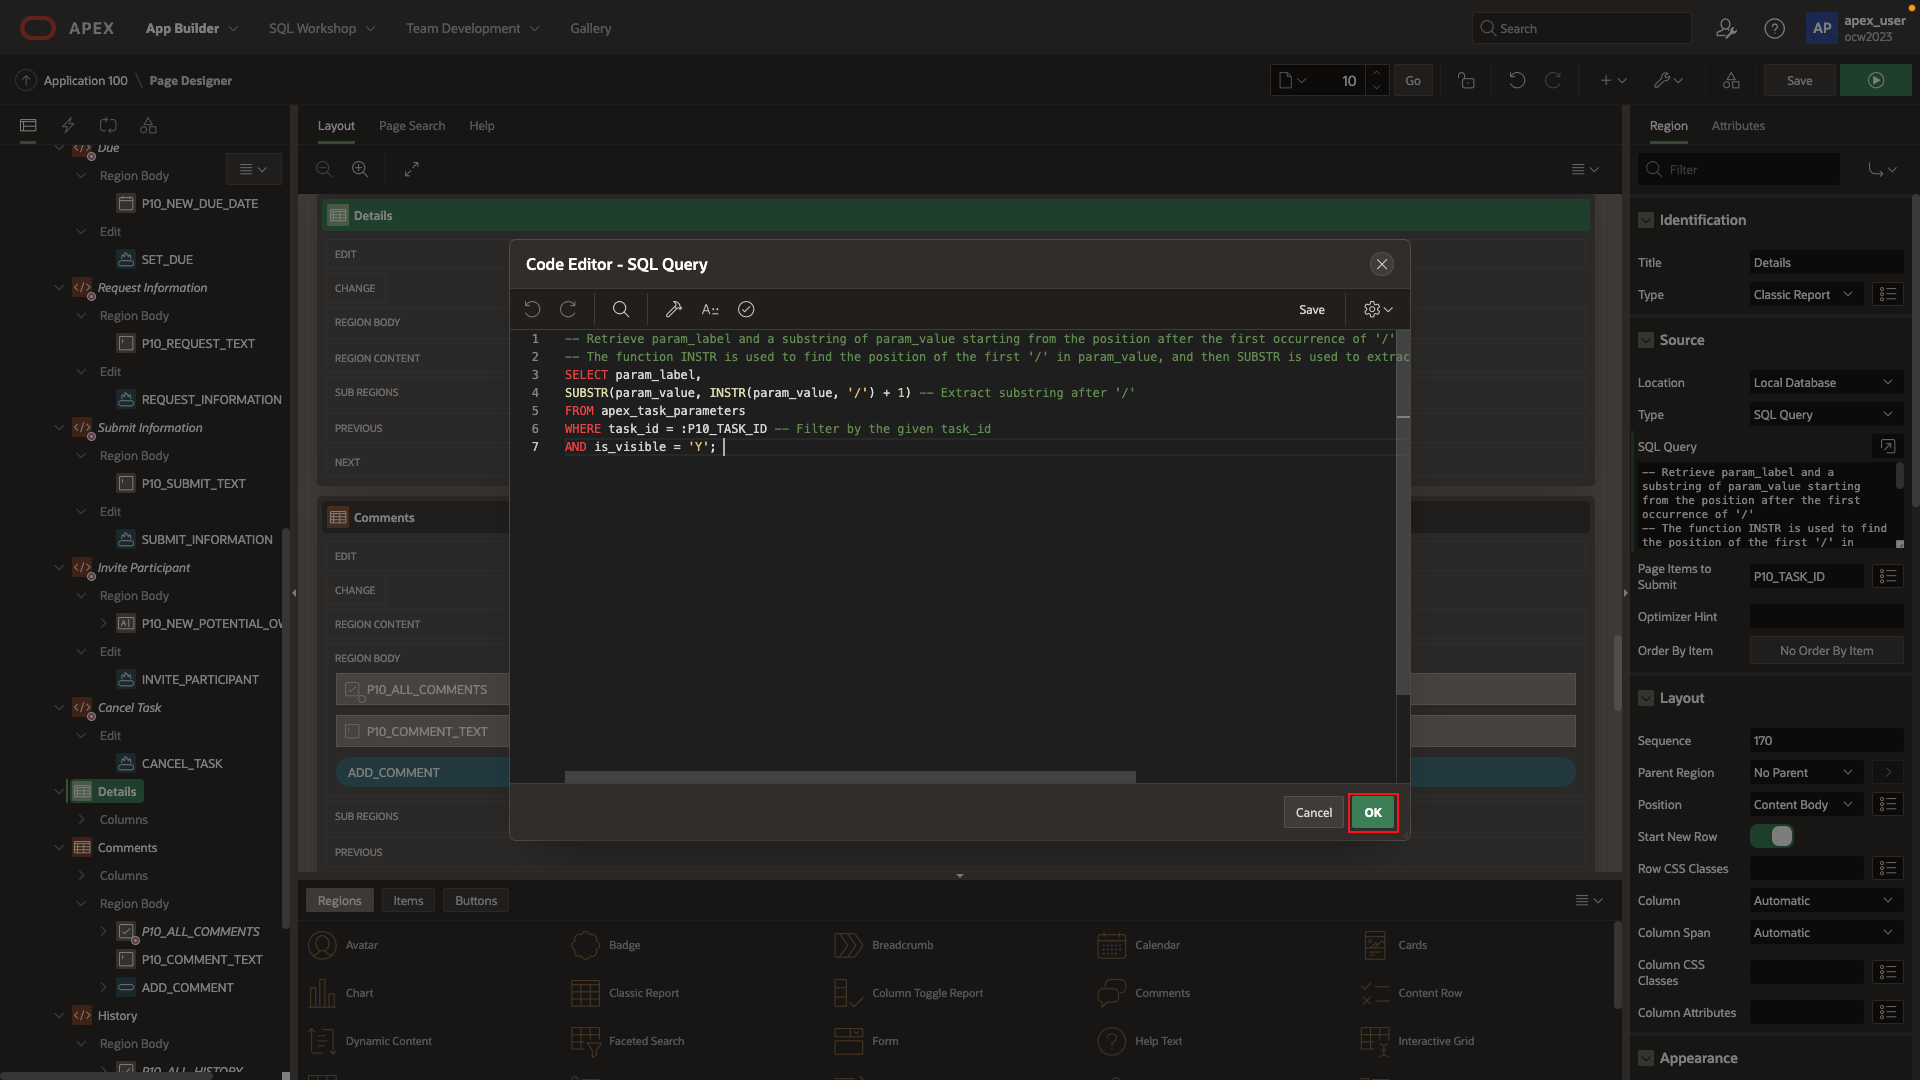 APEX
App Builder
SQL Workshop
Team Development
Gallery
Search
AP
apex_user
ocw2023
Application 100 \ Page Designer
10
Go
Save
Layout
Page Search
Help
Region
Attributes
Due
Region Body
P10_NEW_DUE_DATE
Edit
SET_DUE
Request Information
Region Body
P10_REQUEST_TEXT
Edit
REQUEST_INFORMATION
Submit Information
Region Body
P10_SUBMIT_TEXT
Edit
SUBMIT_INFORMATION
Invite Participant
Region Body
P10_NEW_POTENTIAL_OW
Edit
INVITE_PARTICIPANT
Cancel Task
Edit
CANCEL_TASK
Details
Columns
Comments
Columns
Region Body
P10_ALL_COMMENTS
P10_COMMENT_TEXT
ADD_COMMENT
History
Region Body
P10_ALL_HISTORY
Details
EDIT
CHANGE
REGION BODY
REGION CONTENT
SUB REGIONS
PREVIOUS
NEXT
Comments
EDIT
CHANGE
REGION CONTENT
REGION BODY
P10_ALL_COMMENTS
P10_COMMENT_TEXT
ADD_COMMENT
SUB REGIONS
PREVIOUS
Code Editor - SQL Query
Save
1 -- Retrieve param_label and a substring of param_value starting from the position after the first occurrence of '/'
2 -- The function INSTR is used to find the position of the first '/' in param_value, and then SUBSTR is used to extrac
3 SELECT param_label,
4 SUBSTR(param_value, INSTR(param_value, '/') + 1) -- Extract substring after '/'
5 FROM apex_task_parameters
6 WHERE task_id = :P10_TASK_ID -- Filter by the given task_id
7 AND is_visible = 'Y';
Cancel
OK
Regions
Items
Buttons
Avatar
Badge
Breadcrumb
Calendar
Cards
Chart
Classic Report
Column Toggle Report
Comments
Content Row
Dynamic Content
Faceted Search
Form
Help Text
Interactive Grid
Filter
Identification
Title Details
Type Classic Report
Source
Location Local Database
Type SQL Query
SQL Query
-- Retrieve param_label and a
substring of param_value starting
from the position after the first
occurrence of '/'
-- The function INSTR is used to find
the position of the first '/' in
Page Items to
Submit
P10_TASK_ID
Optimizer Hint
Order By Item No Order By Item
Layout
Sequence 170
Parent Region No Parent
Position Content Body
Start New Row
Row CSS Classes
Column Automatic
Column Span Automatic
Column CSS
Classes
Column Attributes
Appearance